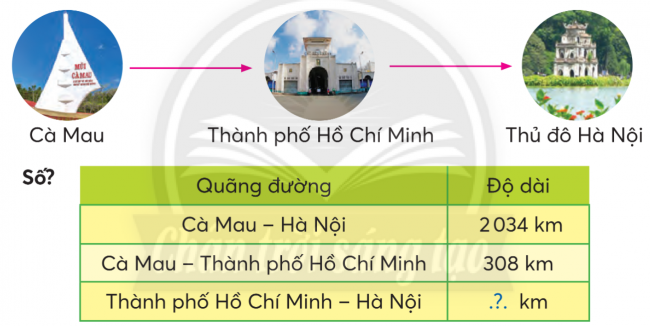 MŨI
CÀ MAU
Cà Mau
Thành phố Hồ Chí Minh
Thủ đô Hà Nội
Số?
Quãng đường
Độ dài
Cà Mau – Hà Nội
2 034 km
Cà Mau – Thành phố Hồ Chí Minh
308 km
Thành phố Hồ Chí Minh – Hà Nội
.?. km
Chân trời sáng tạo